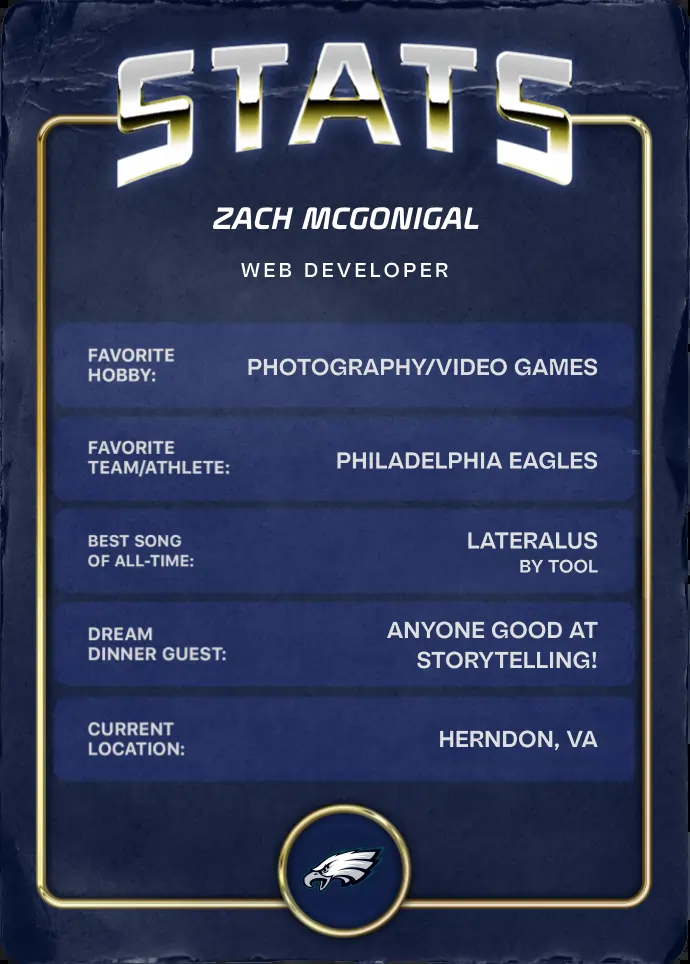 STATS
ZACH MCGONIGAL
WEB DEVELOPER
FAVORITE
HOBBY:
PHOTOGRAPHY/VIDEO GAMES
FAVORITE
TEAM/ATHLETE:
PHILADELPHIA EAGLES
BEST SONG
OF ALL-TIME:
LATERALUS
BY TOOL
DREAM
DINNER GUEST:
ANYONE GOOD AT
STORYTELLING!
CURRENT
LOCATION:
HERNDON, VA